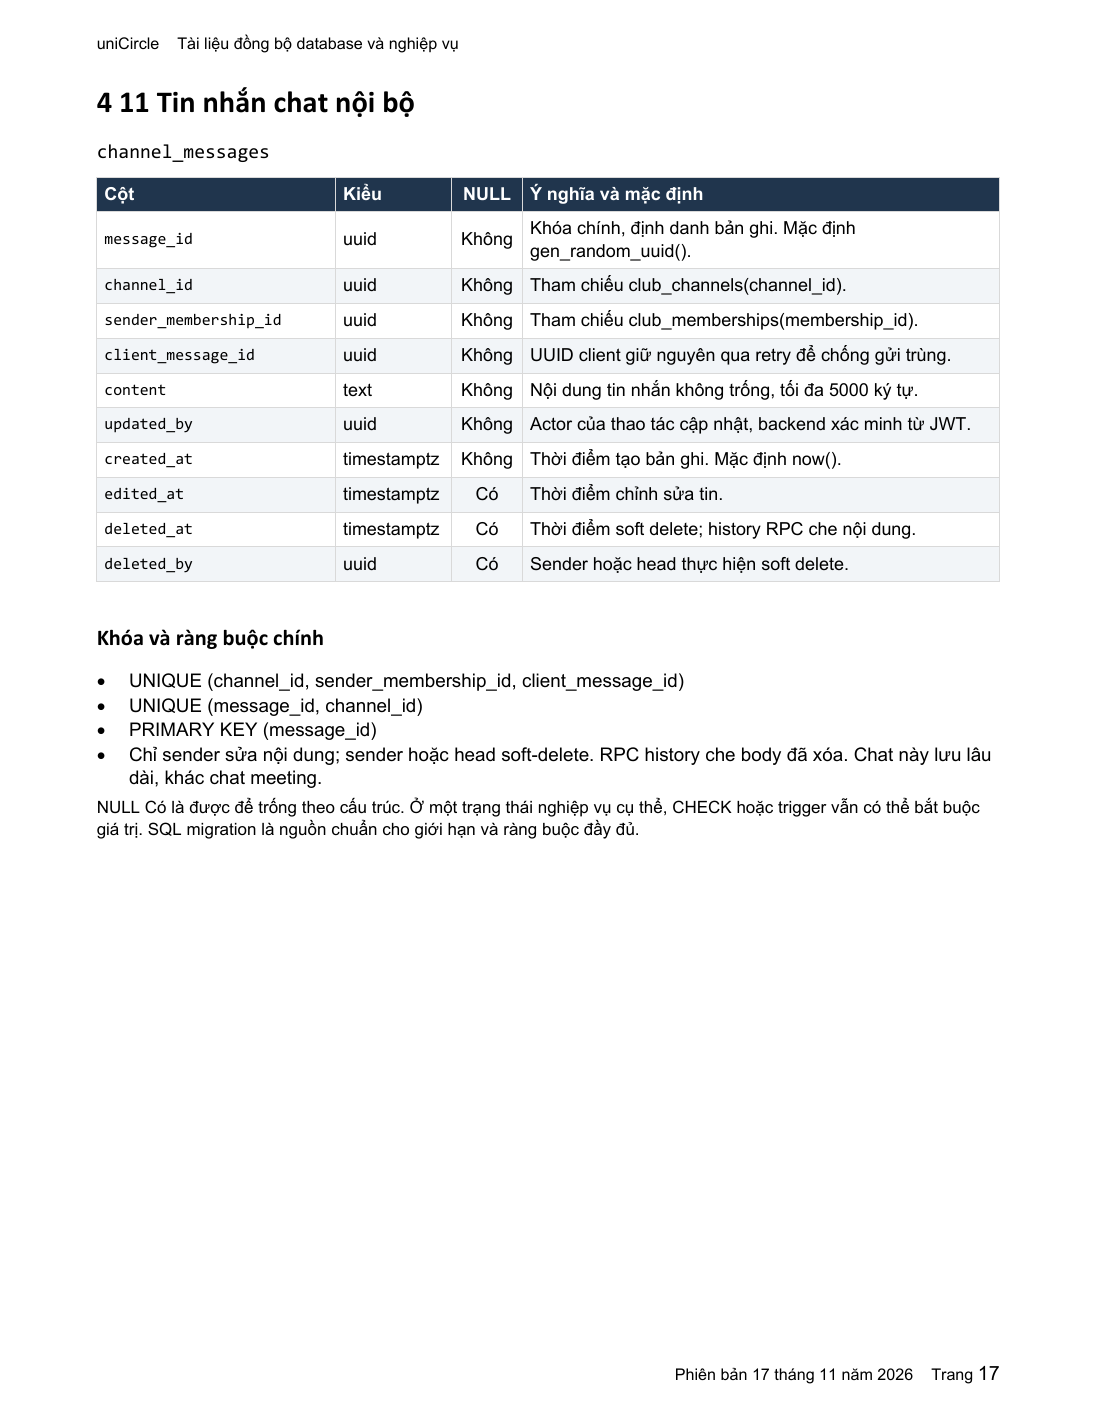 uniCircle Tài liệu đồng bộ database và nghiệp vụ
4 11 Tin nhắn chat nội bộ
channel_messages
Cột Kiểu NULL Ý nghĩa và mặc định
message_id uuid Không Khóa chính, định danh bản ghi. Mặc định
gen_random_uuid().
channel_id uuid Không Tham chiếu club_channels(channel_id).
sender_membership_id uuid Không Tham chiếu club_memberships(membership_id).
client_message_id uuid Không UUID client giữ nguyên qua retry để chống gửi trùng.
content text Không Nội dung tin nhắn không trống, tối đa 5000 ký tự.
updated_by uuid Không Actor của thao tác cập nhật, backend xác minh từ JWT.
created_at timestamptz Không Thời điểm tạo bản ghi. Mặc định now().
edited_at timestamptz Có Thời điểm chỉnh sửa tin.
deleted_at timestamptz Có Thời điểm soft delete; history RPC che nội dung.
deleted_by uuid Có Sender hoặc head thực hiện soft delete.
Khóa và ràng buộc chính
• UNIQUE (channel_id, sender_membership_id, client_message_id)
• UNIQUE (message_id, channel_id)
• PRIMARY KEY (message_id)
• Chỉ sender sửa nội dung; sender hoặc head soft-delete. RPC history che body đã xóa. Chat này lưu lâu
dài, khác chat meeting.
NULL Có là được để trống theo cấu trúc. Ở một trạng thái nghiệp vụ cụ thể, CHECK hoặc trigger vẫn có thể bắt buộc
giá trị. SQL migration là nguồn chuẩn cho giới hạn và ràng buộc đầy đủ.
Phiên bản 17 tháng 11 năm 2026 Trang 17